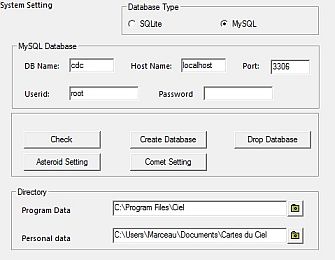 System Setting
Database Type
SQLite MySQL
MySQL Database
DB Name: cdc Host Name: localhost Port: 3306
Userid: root Password
Check Create Database Drop Database
Asteroid Setting Comet Setting
Directory
Program Data C:\Program Files\Ciel
Personal data C:\Users\Marceau\Documents\Cartes du Ciel